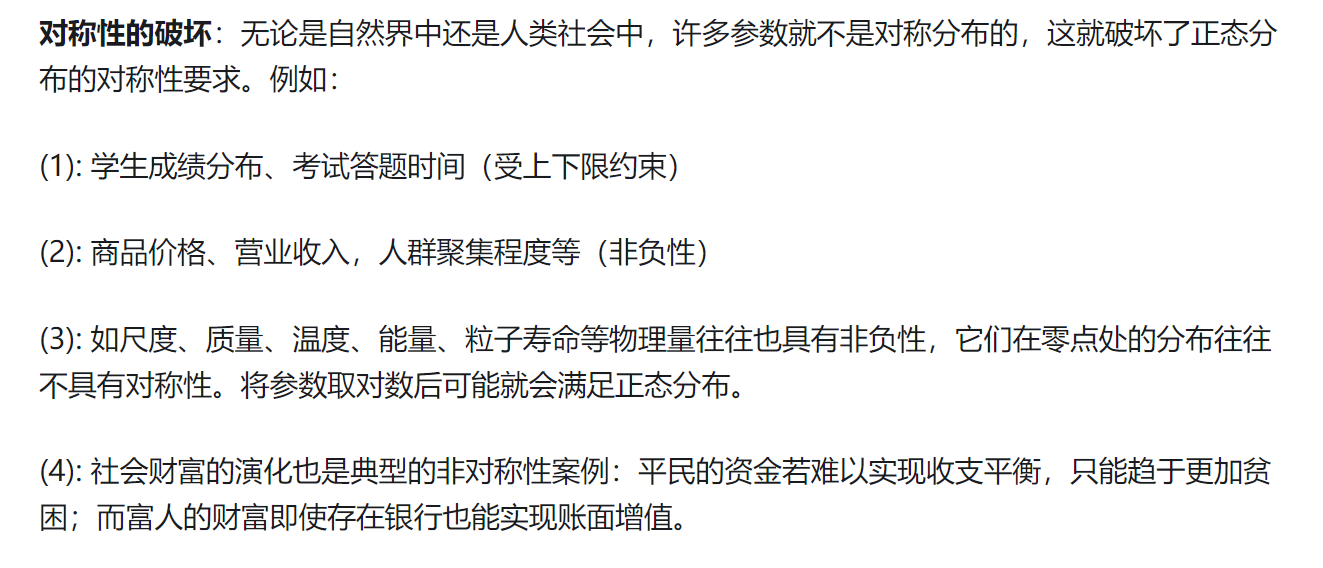 对称性的破坏：无论是自然界中还是人类社会中，许多参数就不是对称分布的，这就破坏了正态分
布的对称性要求。例如：
(1): 学生成绩分布、考试答题时间（受上下限约束）
(2): 商品价格、营业收入，人群聚集程度等（非负性）
(3): 如尺度、质量、温度、能量、粒子寿命等物理量往往也具有非负性，它们在零点处的分布往往
不具有对称性。将参数取对数后可能就会满足正态分布。
(4): 社会财富的演化也是典型的非对称性案例：平民的资金若难以实现收支平衡，只能趋于更加贫
困；而富人的财富即使存在银行也能实现账面增值。